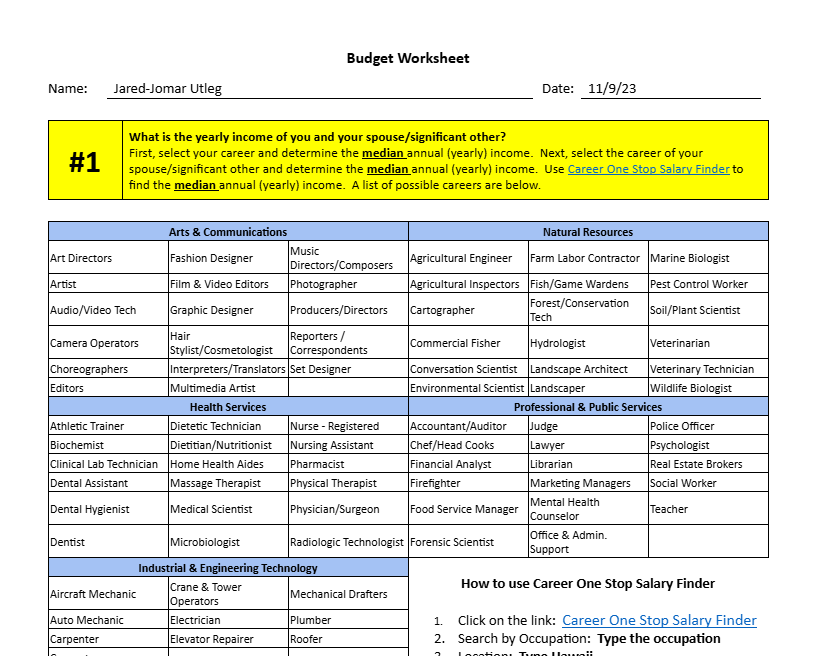 Budget Worksheet
Name: Jared-Jomar Utleg Date: 11/9/23
#1
What is the yearly income of you and your spouse/significant other?
First, select your career and determine the median annual (yearly) income. Next, select the career of your
spouse/significant other and determine the median annual (yearly) income. Use Career One Stop Salary Finder to
find the median annual (yearly) income. A list of possible careers are below.
Arts & Communications Natural Resources
Art Directors Fashion Designer Music Directors/Composers Agricultural Engineer Farm Labor Contractor Marine Biologist
Artist Film & Video Editors Photographer Agricultural Inspectors Fish/Game Wardens Pest Control Worker
Audio/Video Tech Graphic Designer Producers/Directors Cartographer Forest/Conservation Tech Soil/Plant Scientist
Camera Operators Hair Stylist/Cosmetologist Reporters / Correspondents Commercial Fisher Hydrologist Veterinarian
Choreographers Interpreters/Translators Set Designer Conversation Scientist Landscape Architect Veterinary Technician
Editors Multimedia Artist Environmental Scientist Landscaper Wildlife Biologist
Health Services Professional & Public Services
Athletic Trainer Dietetic Technician Nurse - Registered Accountant/Auditor Judge Police Officer
Biochemist Dietitian/Nutritionist Nursing Assistant Chef/Head Cooks Lawyer Psychologist
Clinical Lab Technician Home Health Aides Pharmacist Financial Analyst Librarian Real Estate Brokers
Dental Assistant Massage Therapist Physical Therapist Firefighter Marketing Managers Social Worker
Dental Hygienist Medical Scientist Physician/Surgeon Food Service Manager Mental Health Counselor Teacher
Dentist Microbiologist Radiologic Technologist Forensic Scientist Office & Admin. Support
Industrial & Engineering Technology
Aircraft Mechanic Crane & Tower Operators Mechanical Drafters
Auto Mechanic Electrician Plumber
Carpenter Elevator Repairer Roofer
How to use Career One Stop Salary Finder
1. Click on the link: Career One Stop Salary Finder
2. Search by Occupation: Type the occupation
3. Location: Type Hawaii